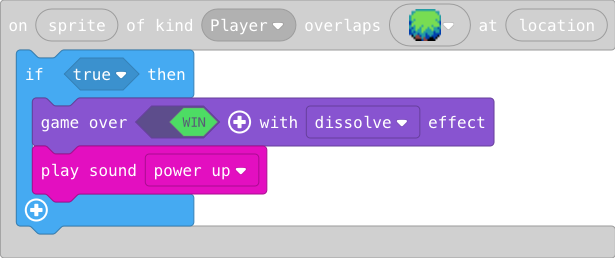 on sprite of kind Player overlaps at location
if true then
game over WIN with dissolve effect
play sound power up